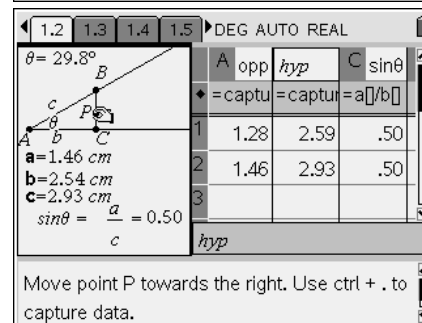 1.2 1.3 1.4 1.5 DEG AUTO REAL
θ= 29.8º
B
c
P
θ
A b C
a=1.46 cm
b=2.54 cm
c=2.93 cm
sinθ = a/c = 0.50
A opp hyp C sinθ
♦ =captu =captur =a[]/b[]
1 1.28 2.59 .50
2 1.46 2.93 .50
3
hyp
Move point P towards the right. Use ctrl + . to
capture data.